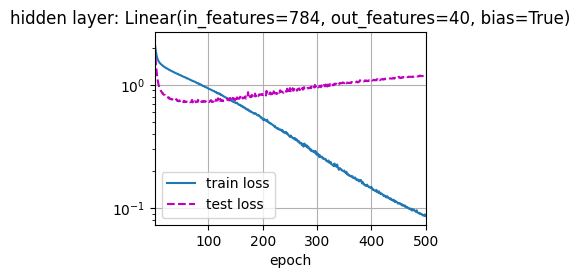 hidden layer: Linear(in_features=784, out_features=40, bias=True)
10⁰
10⁻¹
train loss
test loss
100 200 300 400 500
epoch